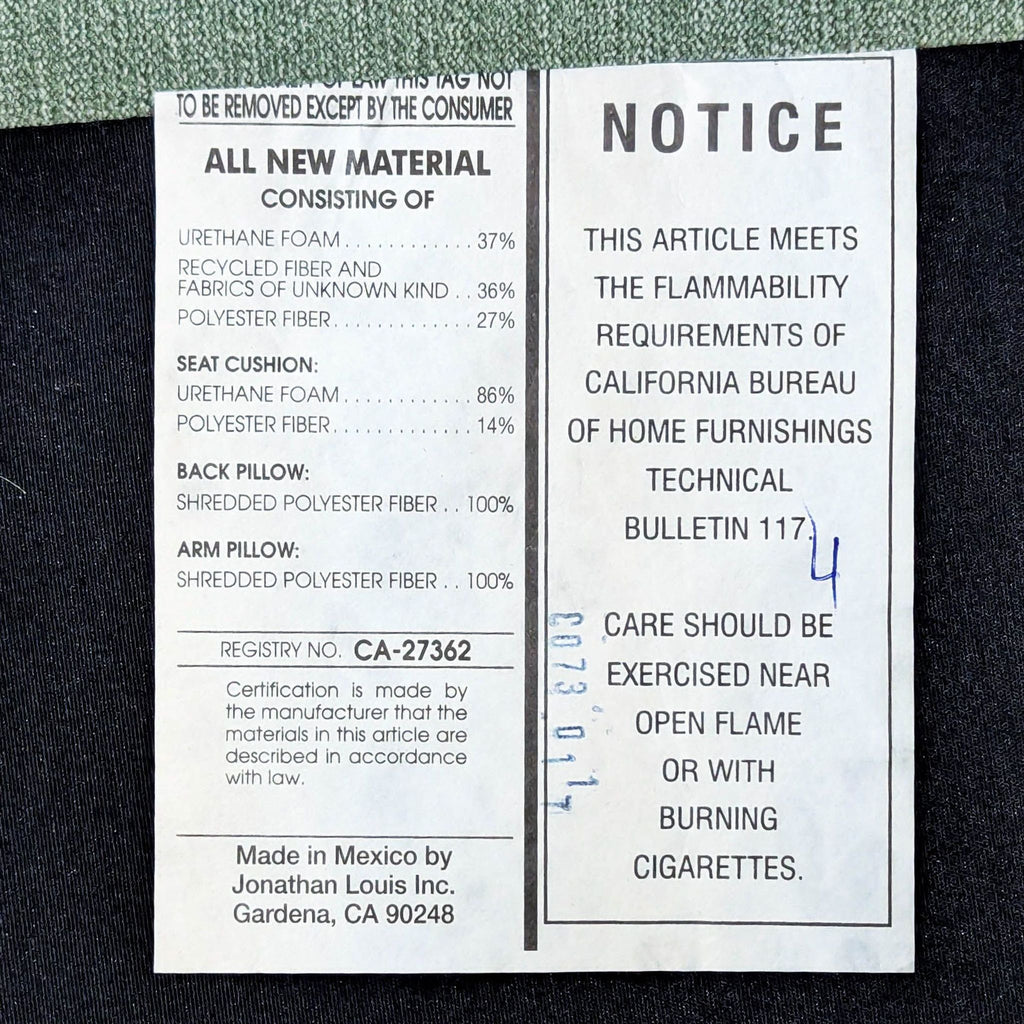 OF LAW THIS TAG NOT
TO BE REMOVED EXCEPT BY THE CONSUMER
ALL NEW MATERIAL
CONSISTING OF
URETHANE FOAM . . . . . . . . . . . . 37%
RECYCLED FIBER AND
FABRICS OF UNKNOWN KIND . . 36%
POLYESTER FIBER . . . . . . . . . . . . . 27%
SEAT CUSHION:
URETHANE FOAM . . . . . . . . . . . . 86%
POLYESTER FIBER . . . . . . . . . . . . . 14%
BACK PILLOW:
SHREDDED POLYESTER FIBER . . 100%
ARM PILLOW:
SHREDDED POLYESTER FIBER . . 100%
REGISTRY NO. CA-27362
Certification is made by
the manufacturer that the
materials in this article are
described in accordance
with law.
Made in Mexico by
Jonathan Louis Inc.
Gardena, CA 90248
NOTICE
THIS ARTICLE MEETS
THE FLAMMABILITY
REQUIREMENTS OF
CALIFORNIA BUREAU
OF HOME FURNISHINGS
TECHNICAL
BULLETIN 117.
4
CARE SHOULD BE
EXERCISED NEAR
OPEN FLAME
OR WITH
BURNING
CIGARETTES.